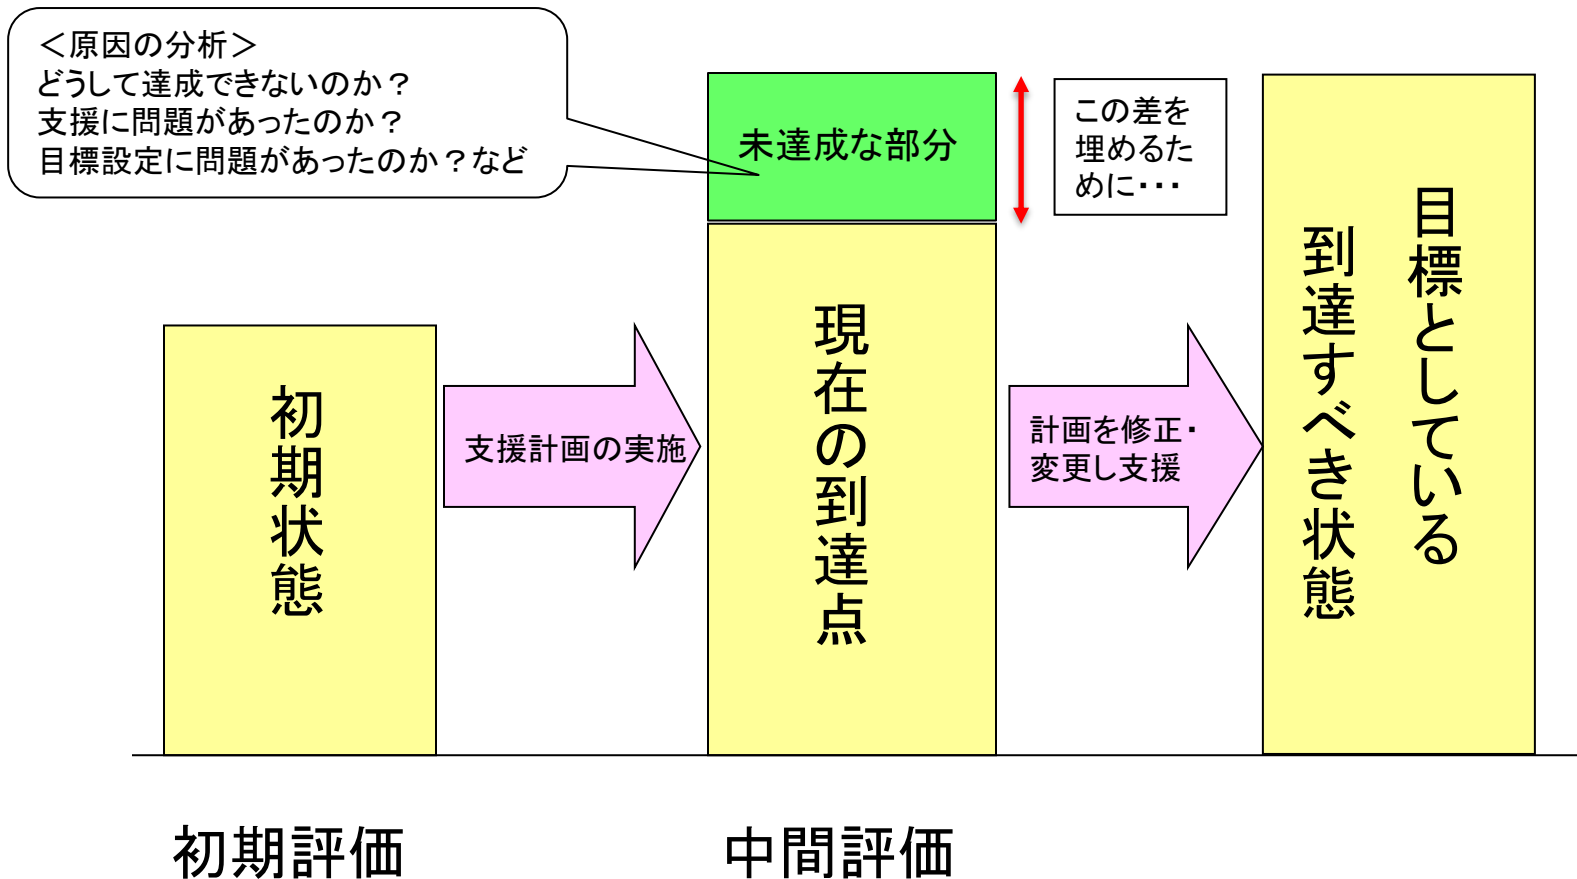 ＜原因の分析＞
どうして達成できないのか？
支援に問題があったのか？
目標設定に問題があったのか？など
未達成な部分
この差を
埋めるた
めに・・・
初期状態
支援計画の実施
現在の到達点
計画を修正・
変更し支援
目標としている
到達すべき状態
初期評価
中間評価